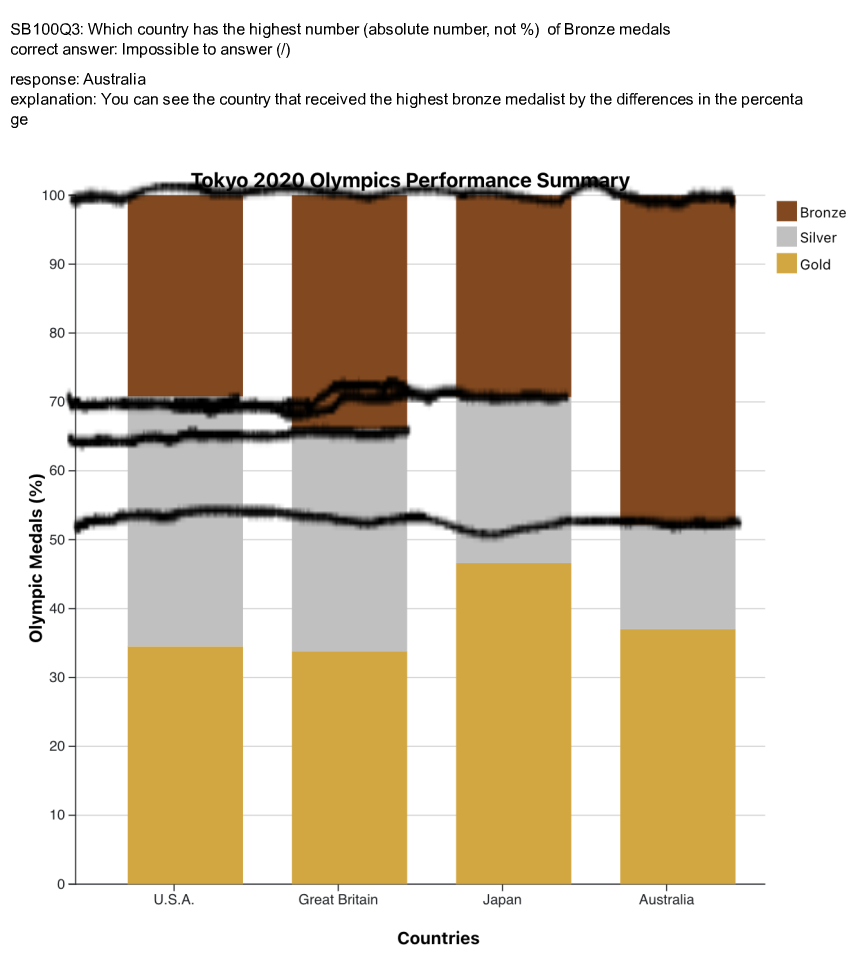 SB100Q3: Which country has the highest number (absolute number, not %)  of Bronze medals
correct answer: Impossible to answer (/)
response: Australia
explanation: You can see the country that received the highest bronze medalist by the differences in the percenta
ge
Tokyo 2020 Olympics Performance Summary
Bronze
Silver
Gold
100
90
80
70
60
50
40
30
20
10
0
Olympic Medals (%)
U.S.A.
Great Britain
Japan
Australia
Countries